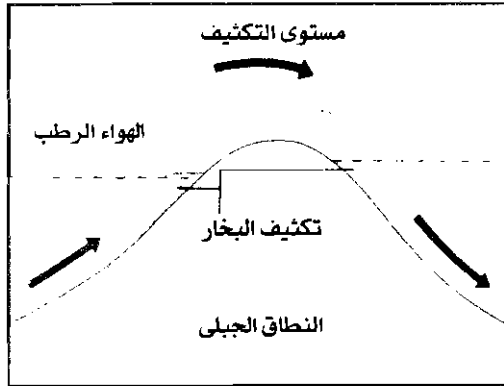 مستوى التكثيف
الهواء الرطب
تكثيف البخار
النطاق الجبلى